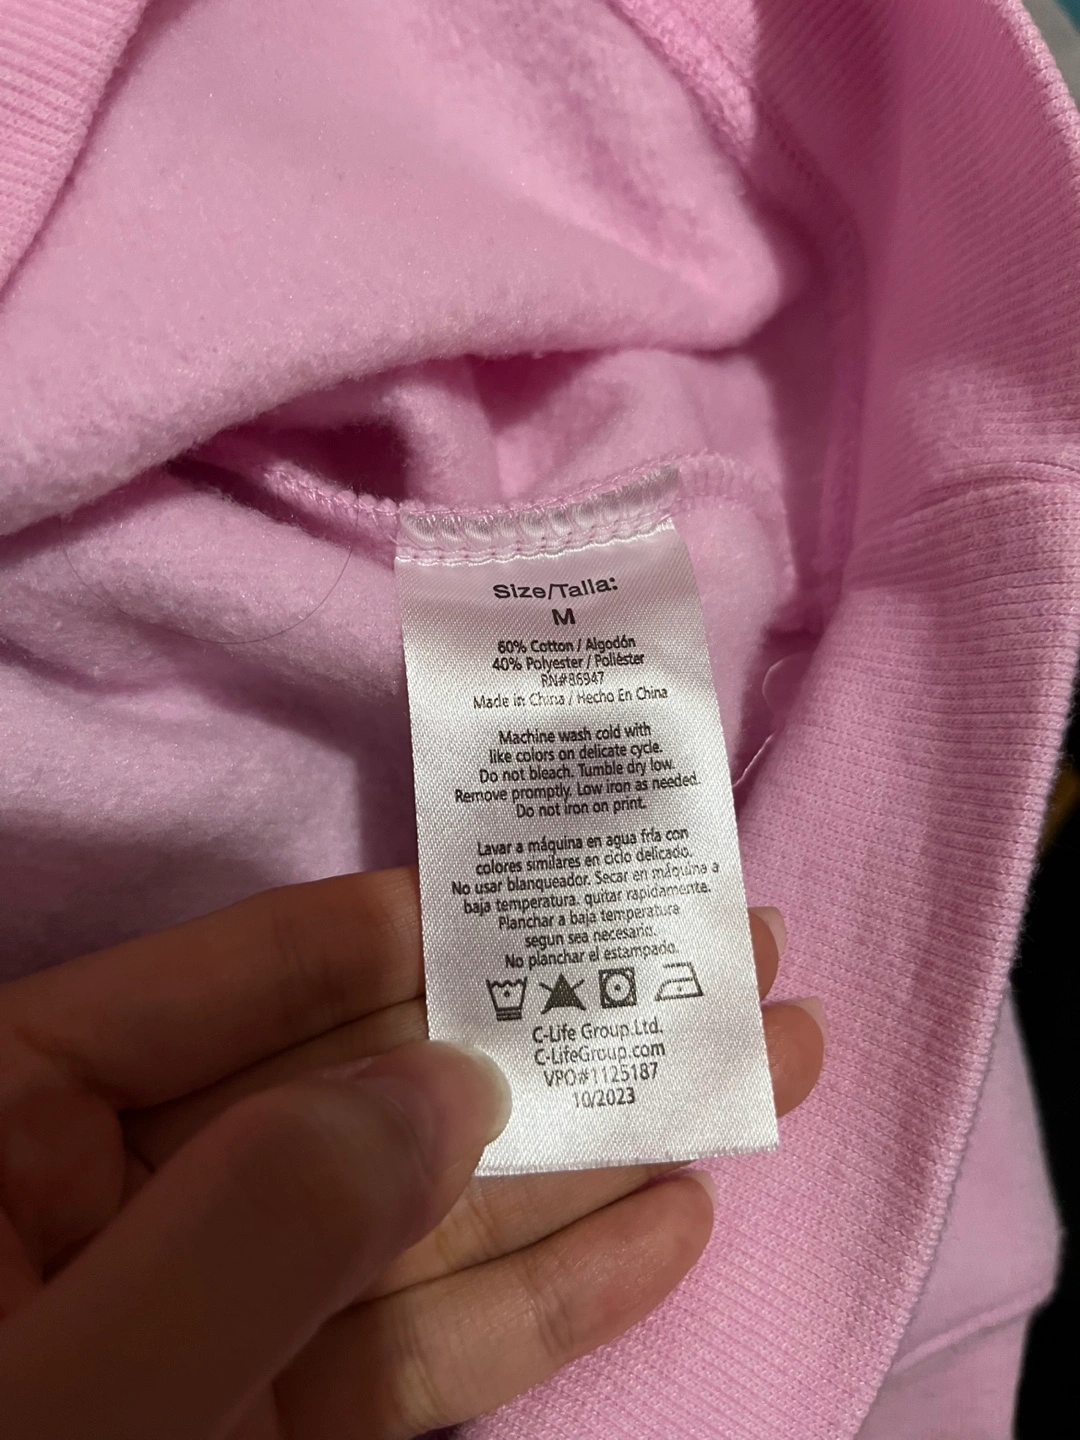 Size/Talla:
M
60% Cotton / Algodón
40% Polyester / Poliéster
RN#86947
Made in China / Hecho En China
Machine wash cold with
like colors on delicate cycle.
Do not bleach. Tumble dry low.
Remove promptly. Low iron as needed.
Do not iron on print.
Lavar a máquina en agua fría con
colores similares en ciclo delicado.
No usar blanqueador. Secar en máquina a
baja temperatura. quitar rapidamente.
Planchar a baja temperatura
segun sea necesario.
No planchar el estampado.
C-Life Group Ltd.
C-LifeGroup.com
VPO#1125187
10/2023